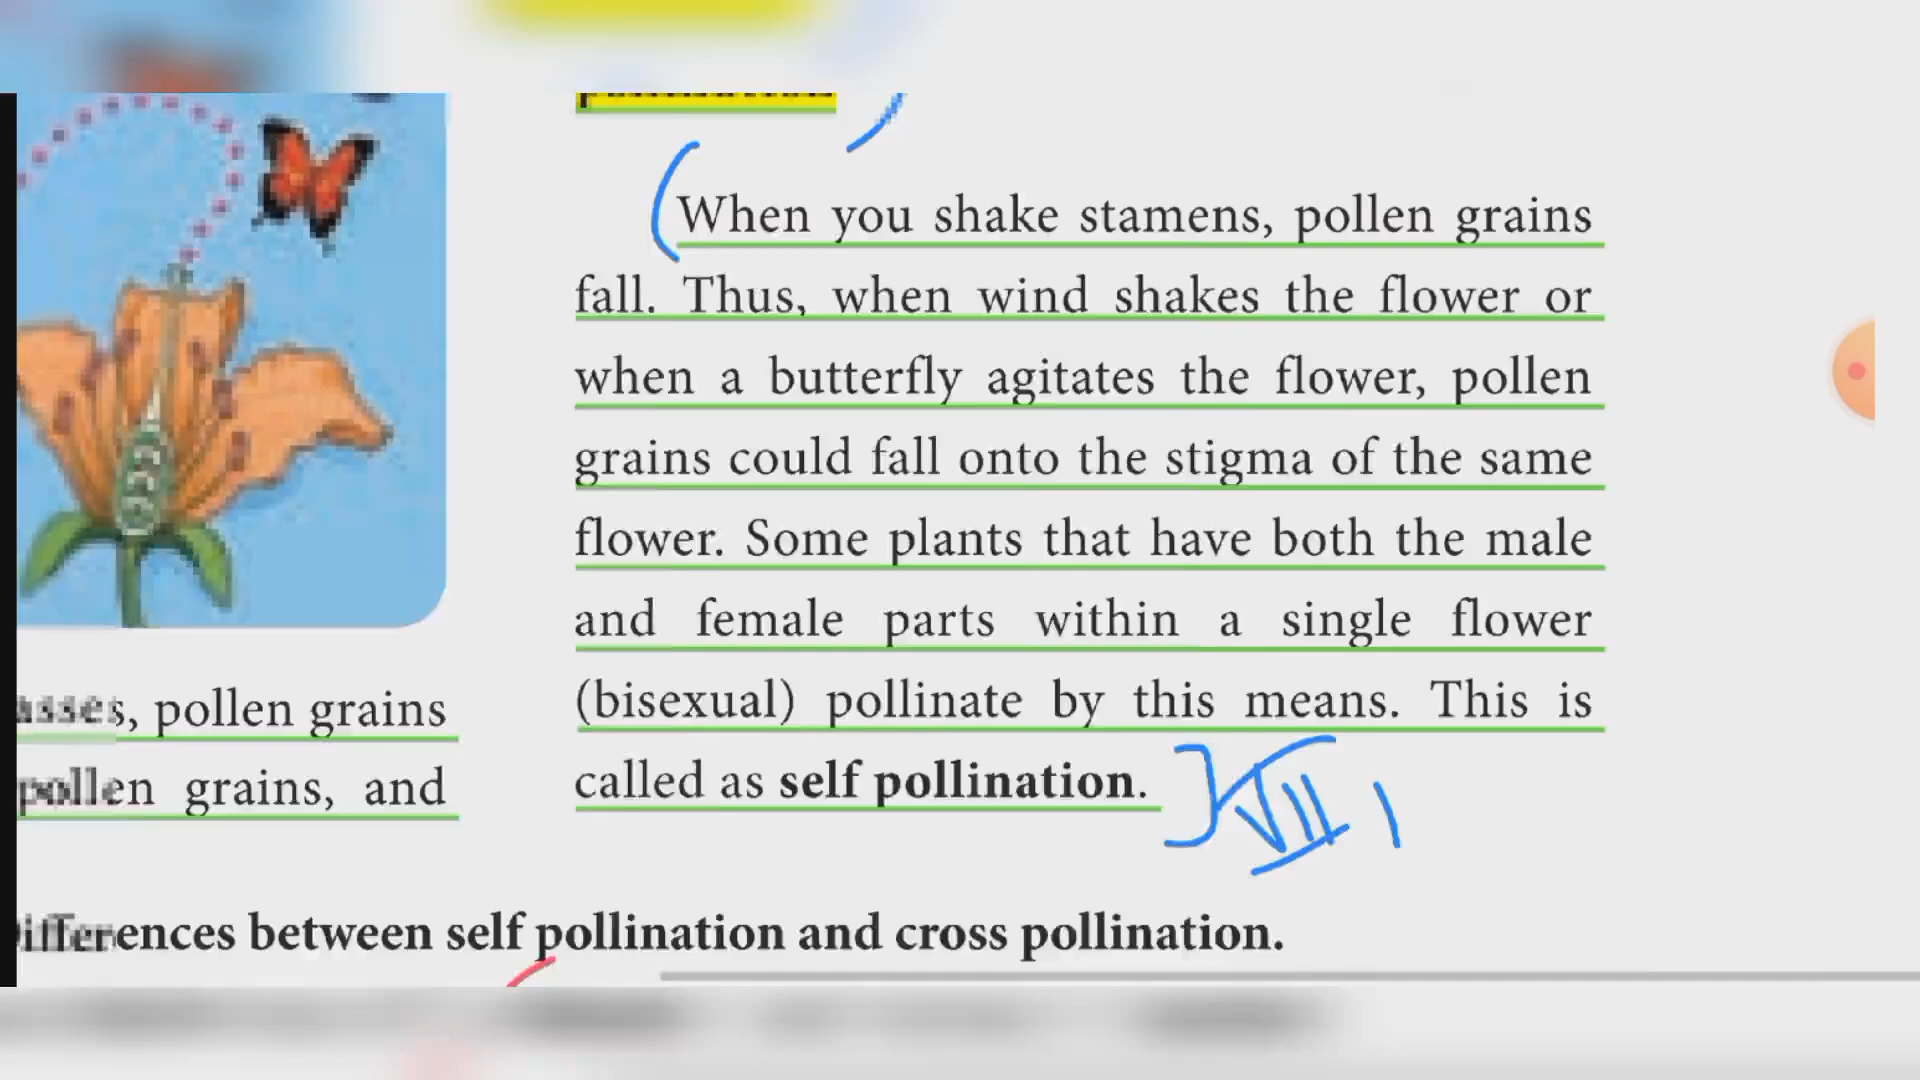 When you shake stamens, pollen grains
fall. Thus, when wind shakes the flower or
when a butterfly agitates the flower, pollen
grains could fall onto the stigma of the same
flower. Some plants that have both the male
and female parts within a single flower
(bisexual) pollinate by this means. This is
called as self pollination.
VII 1
pollen grains
pollen grains, and
ifferences between self pollination and cross pollination.